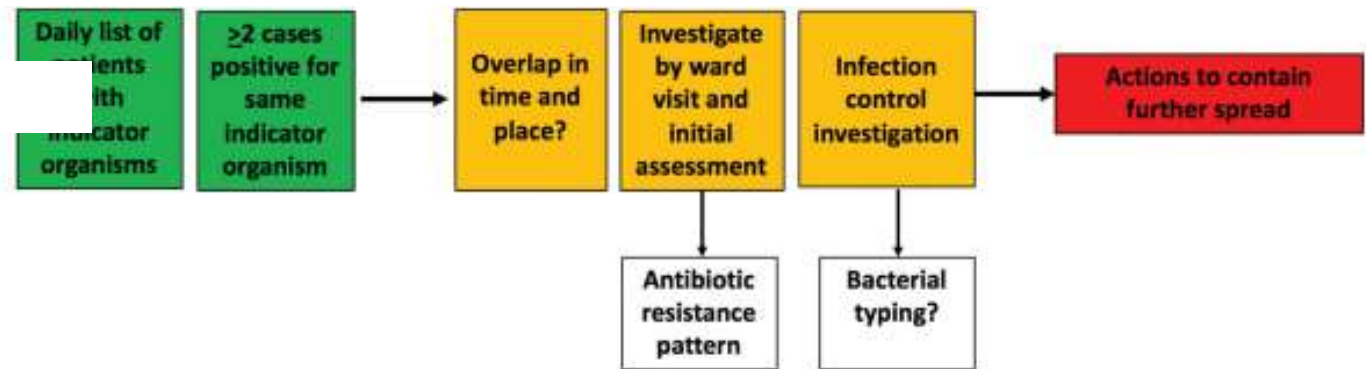 Daily list of
indicator
organisms
≥2 cases
positive for
same
indicator
organism
Overlap in
time and
place?
Investigate
by ward
visit and
initial
assessment
Infection
control
investigation
Actions to contain
further spread
Antibiotic
resistance
pattern
Bacterial
typing?